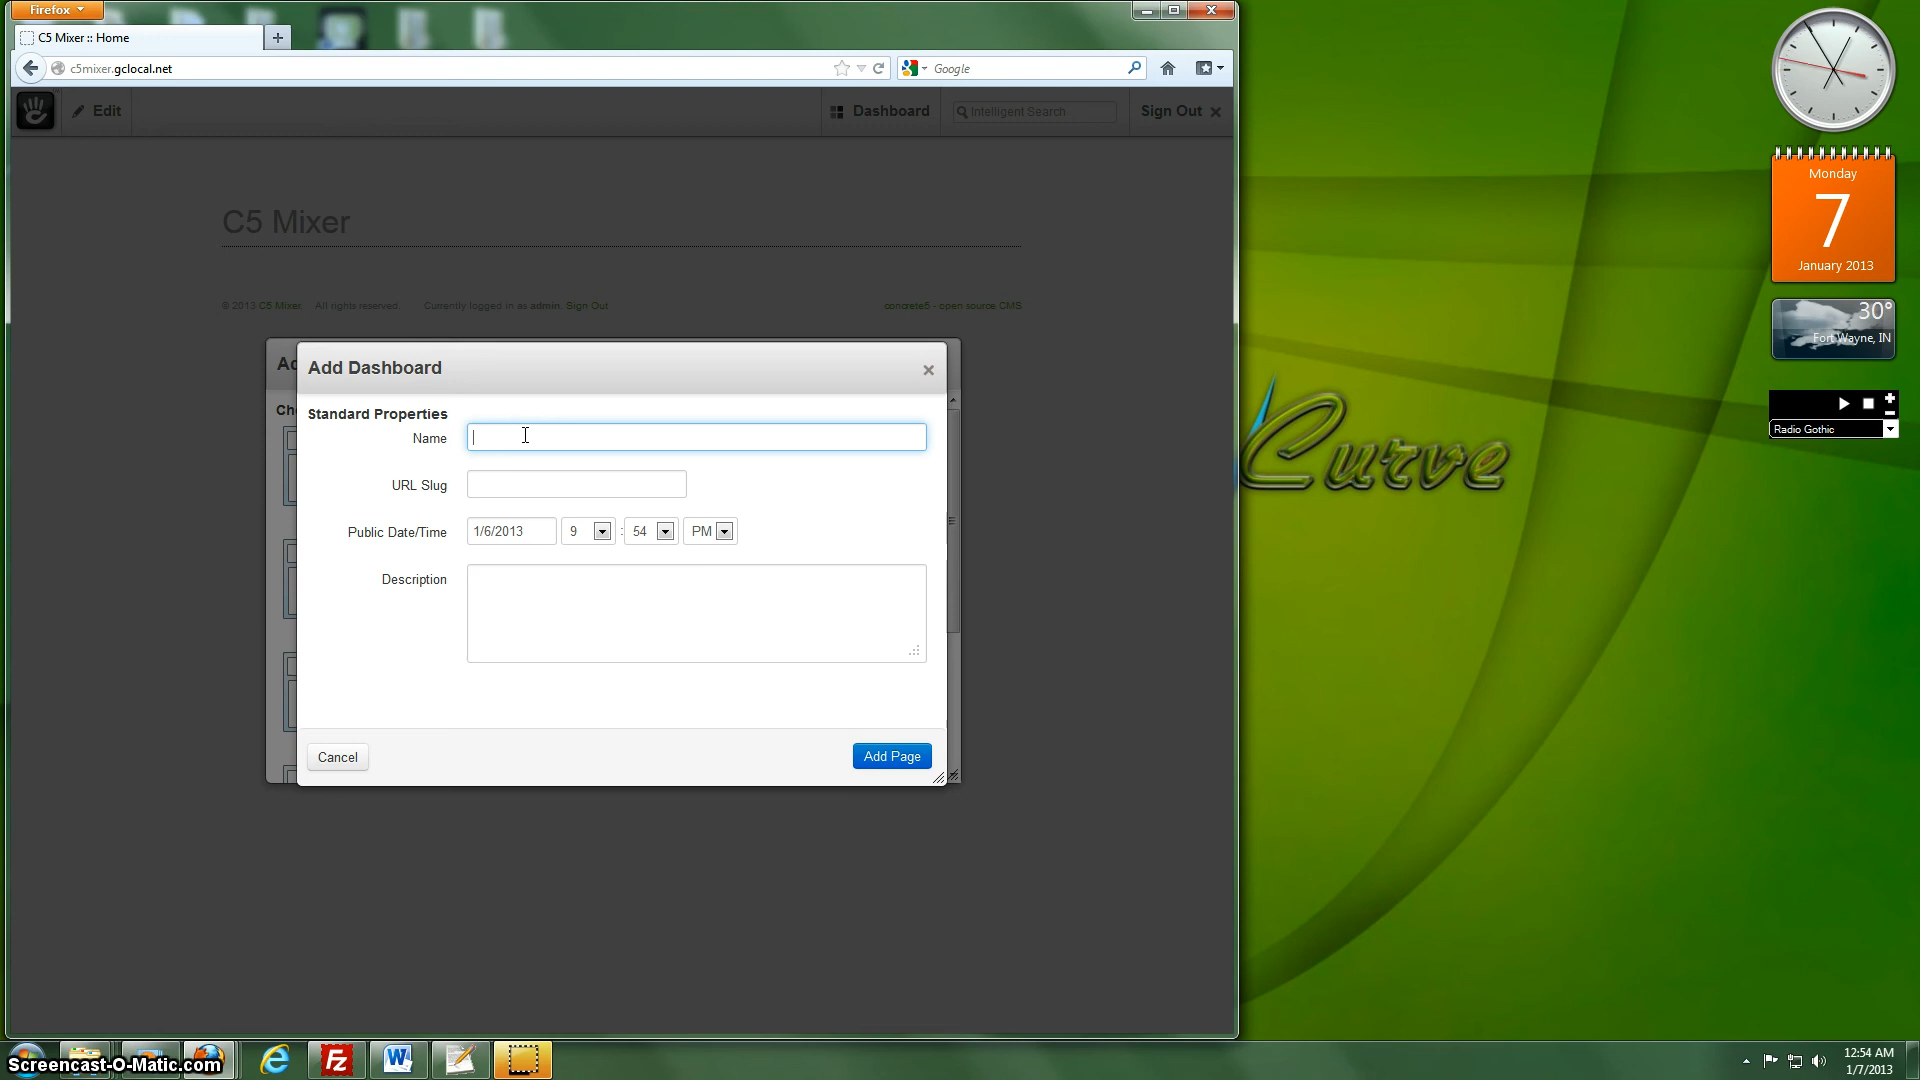 Firefox
C5 Mixer :: Home
c5mixer.gclocal.net
Google
Edit
Dashboard
Intelligent Search
Sign Out
C5 Mixer
© 2013 C5 Mixer. All rights reserved. Currently logged in as admin. Sign Out
concrete5 - open source CMS
Add Dashboard
Standard Properties
Name
URL Slug
Public Date/Time 1/6/2013 9 : 54 PM
Description
Cancel
Add Page
Curve
Monday
7
January 2013
30°
Fort Wayne, IN
Radio Gothic
Screencast-O-Matic.com
12:54 AM
1/7/2013